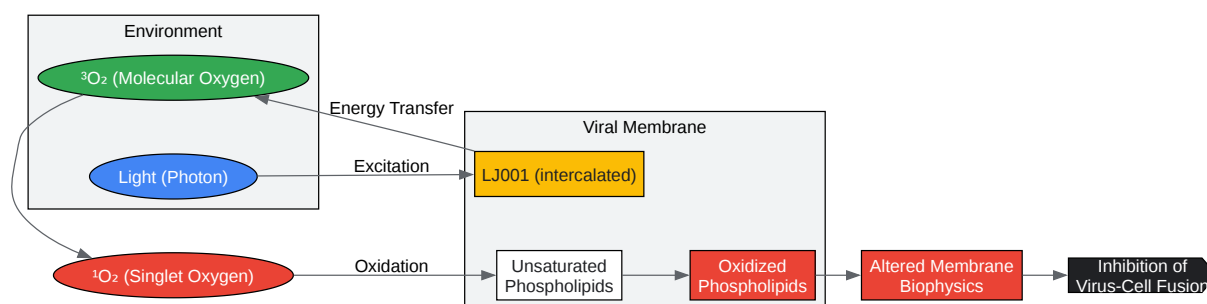 Environment
³O₂ (Molecular Oxygen)
Energy Transfer
Viral Membrane
Light (Photon)
Excitation
LJ001 (intercalated)
¹O₂ (Singlet Oxygen)
Oxidation
Unsaturated
Phospholipids
Oxidized
Phospholipids
Altered Membrane
Biophysics
Inhibition of
Virus-Cell Fusion